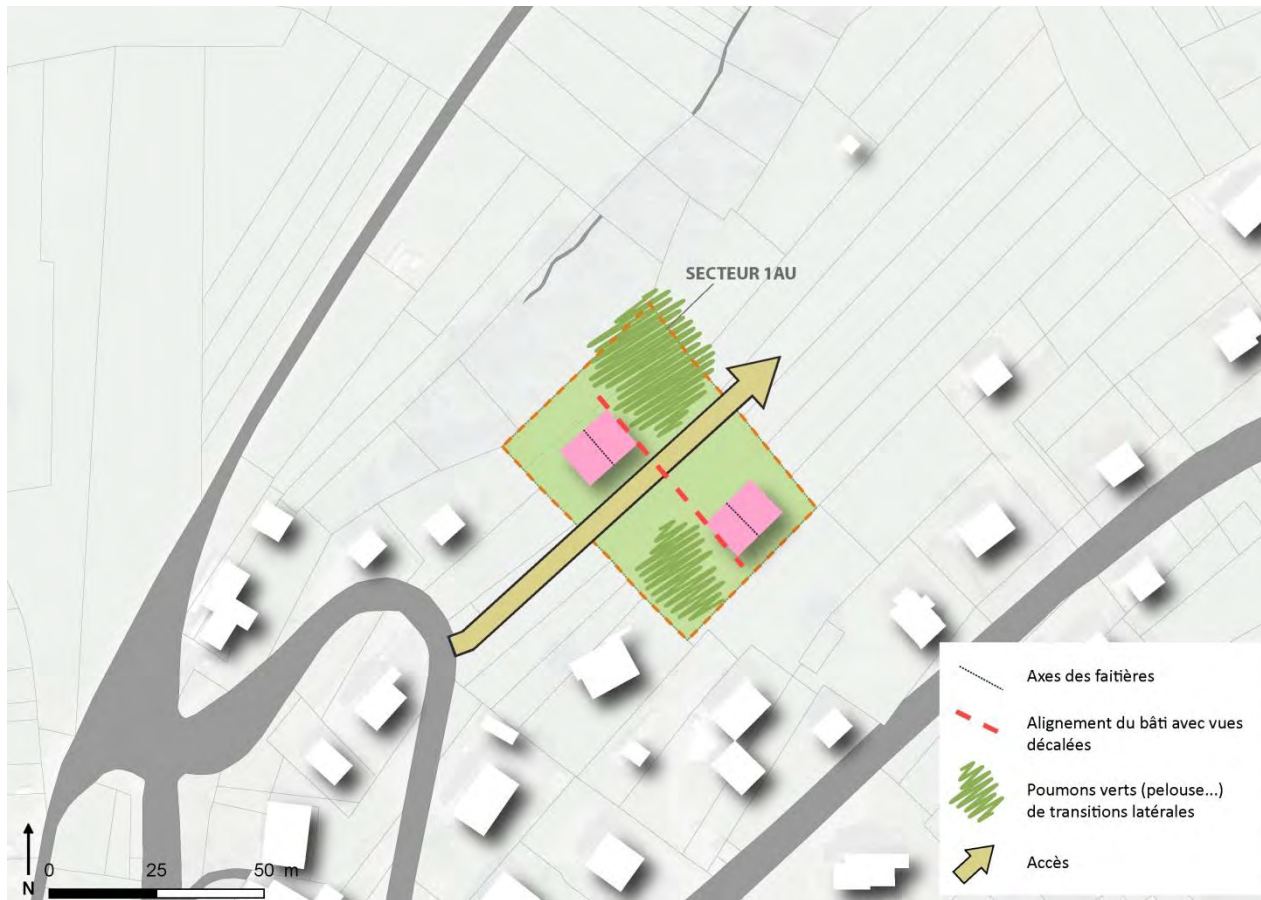 SECTEUR 1AU
Axes des faitières
Alignement du bâti avec vues
décalées
Poumons verts (pelouse...)
de transitions latérales
Accès
N
0 25 50 m